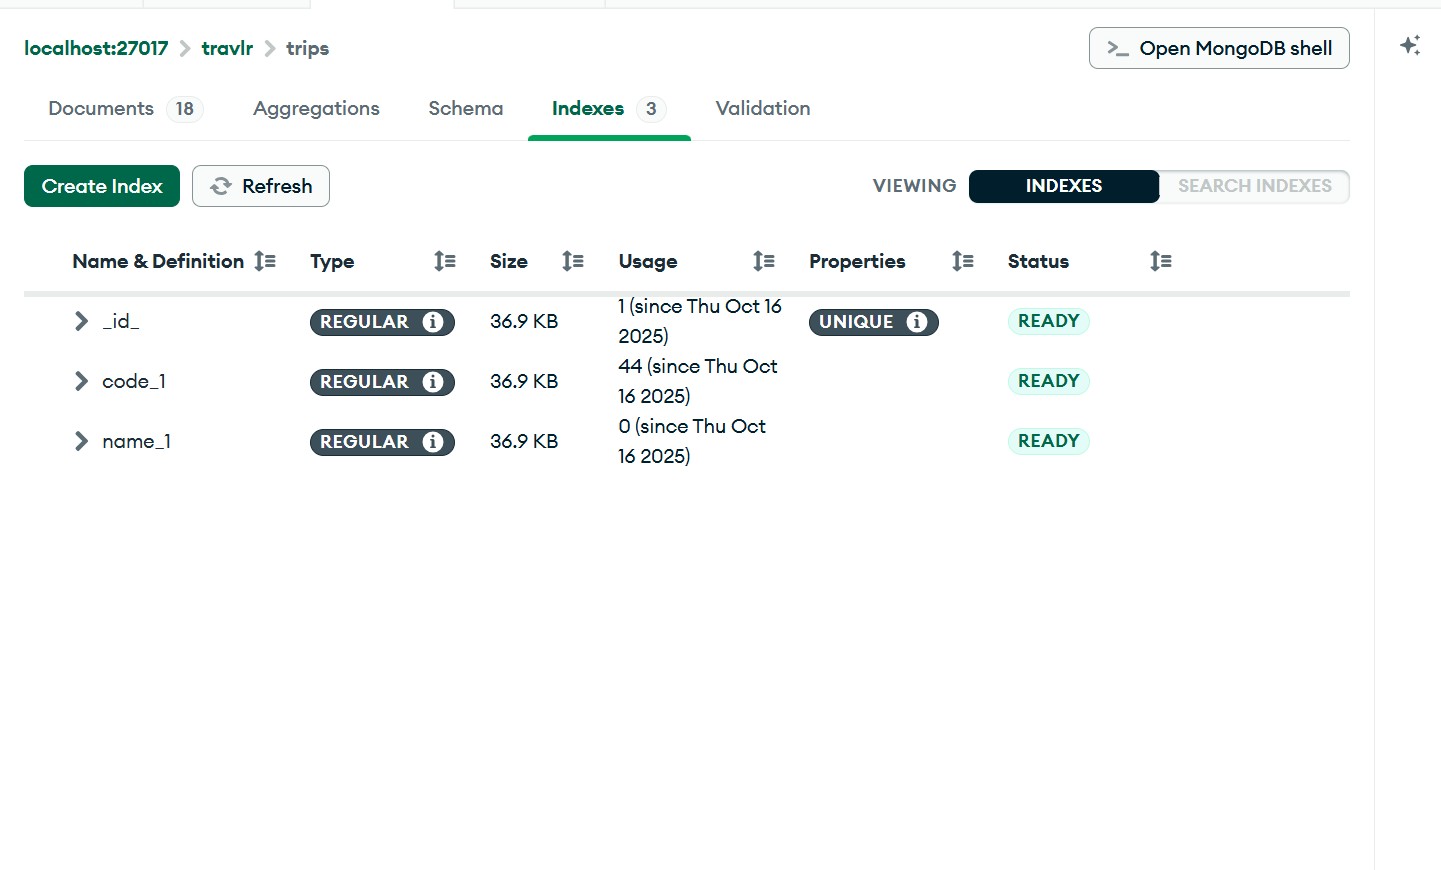 localhost:27017 travlr trips
>_ Open MongoDB shell
Documents 18 Aggregations Schema Indexes 3 Validation
Create Index Refresh VIEWING INDEXES SEARCH INDEXES
Name & Definition Type Size Usage Properties Status
_id_ REGULAR i 36.9 KB 1 (since Thu Oct 16 UNIQUE i READY
2025)
code_1 REGULAR i 36.9 KB 44 (since Thu Oct READY
16 2025)
name_1 REGULAR i 36.9 KB 0 (since Thu Oct READY
16 2025)